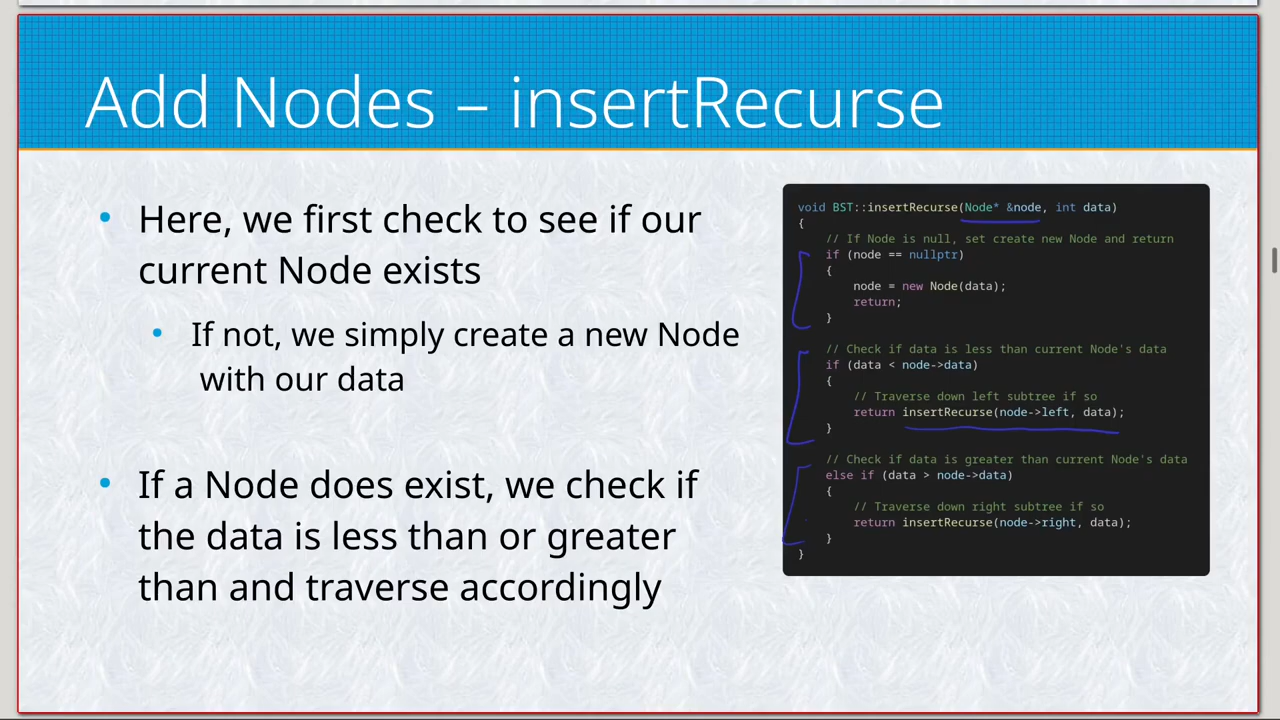 Add Nodes – insertRecurse
• Here, we first check to see if our
current Node exists
• If not, we simply create a new Node
with our data
• If a Node does exist, we check if
the data is less than or greater
than and traverse accordingly
void BST::insertRecurse(Node* &node, int data)
{
// If Node is null, set create new Node and return
if (node == nullptr)
{
node = new Node(data);
return;
}
// Check if data is less than current Node's data
if (data < node->data)
{
// Traverse down left subtree if so
return insertRecurse(node->left, data);
}
// Check if data is greater than current Node's data
else if (data > node->data)
{
// Traverse down right subtree if so
return insertRecurse(node->right, data);
}
}